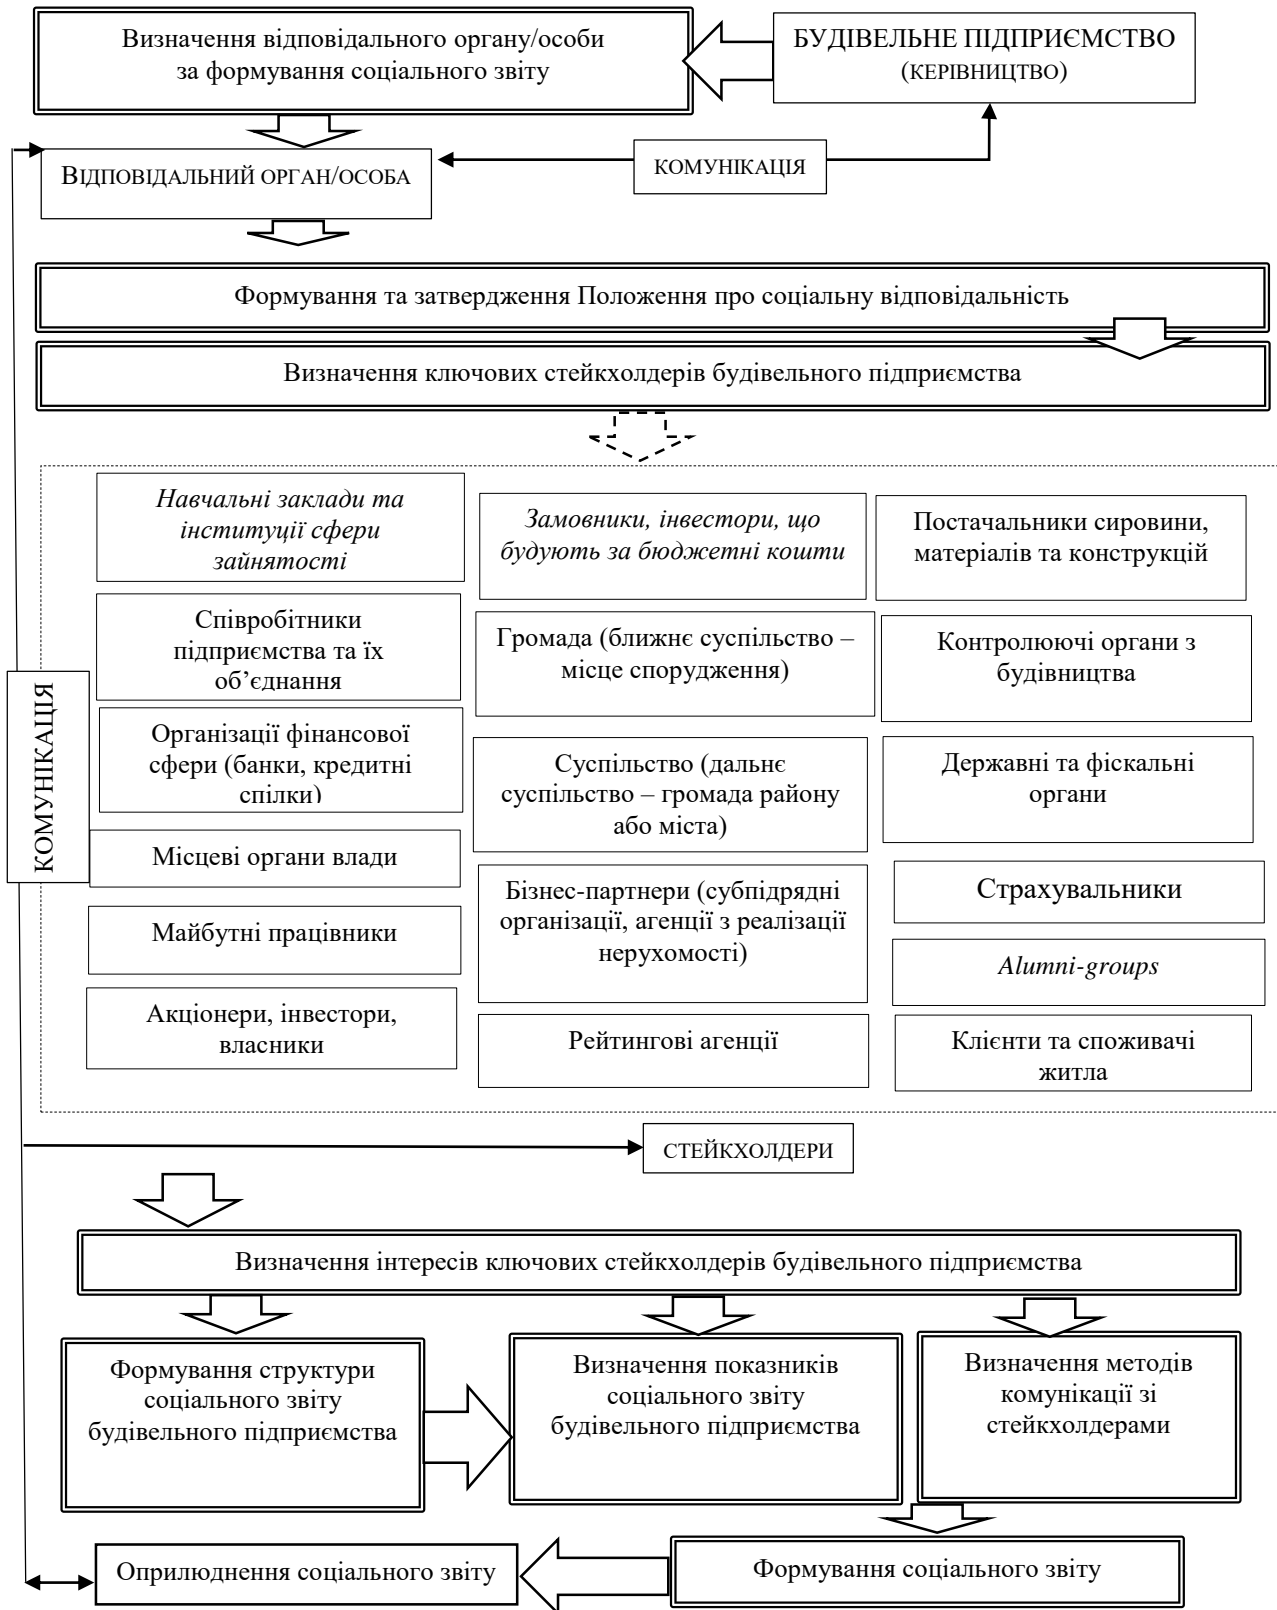 Визначення відповідального органу/особи
за формування соціального звіту
БУДІВЕЛЬНЕ ПІДПРИЄМСТВО
(КЕРІВНИЦТВО)
ВІДПОВІДАЛЬНИЙ ОРГАН/ОСОБА
КОМУНІКАЦІЯ
Формування та затвердження Положення про соціальну відповідальність
Визначення ключових стейкхолдерів будівельного підприємства
Навчальні заклади та
інституції сфери
зайнятості
Замовники, інвестори, що
будують за бюджетні кошти
Постачальники сировини,
матеріалів та конструкцій
Співробітники
підприємства та їх
об’єднання
Громада (ближнє суспільство –
місце спорудження)
Контролюючі органи з
будівництва
КОМУНІКАЦІЯ
Організації фінансової
сфери (банки, кредитні
спілки)
Суспільство (дальнє
суспільство – громада району
або міста)
Державні та фіскальні
органи
Місцеві органи влади
Бізнес-партнери (субпідрядні
організації, агенції з реалізації
нерухомості)
Страхувальники
Майбутні працівники
Alumni-groups
Акціонери, інвестори,
власники
Рейтингові агенції
Клієнти та споживачі
житла
СТЕЙКХОЛДЕРИ
Визначення інтересів ключових стейкхолдерів будівельного підприємства
Формування структури
соціального звіту
будівельного підприємства
Визначення показників
соціального звіту
будівельного підприємства
Визначення методів
комунікації зі
стейкхолдерами
Оприлюднення соціального звіту
Формування соціального звіту